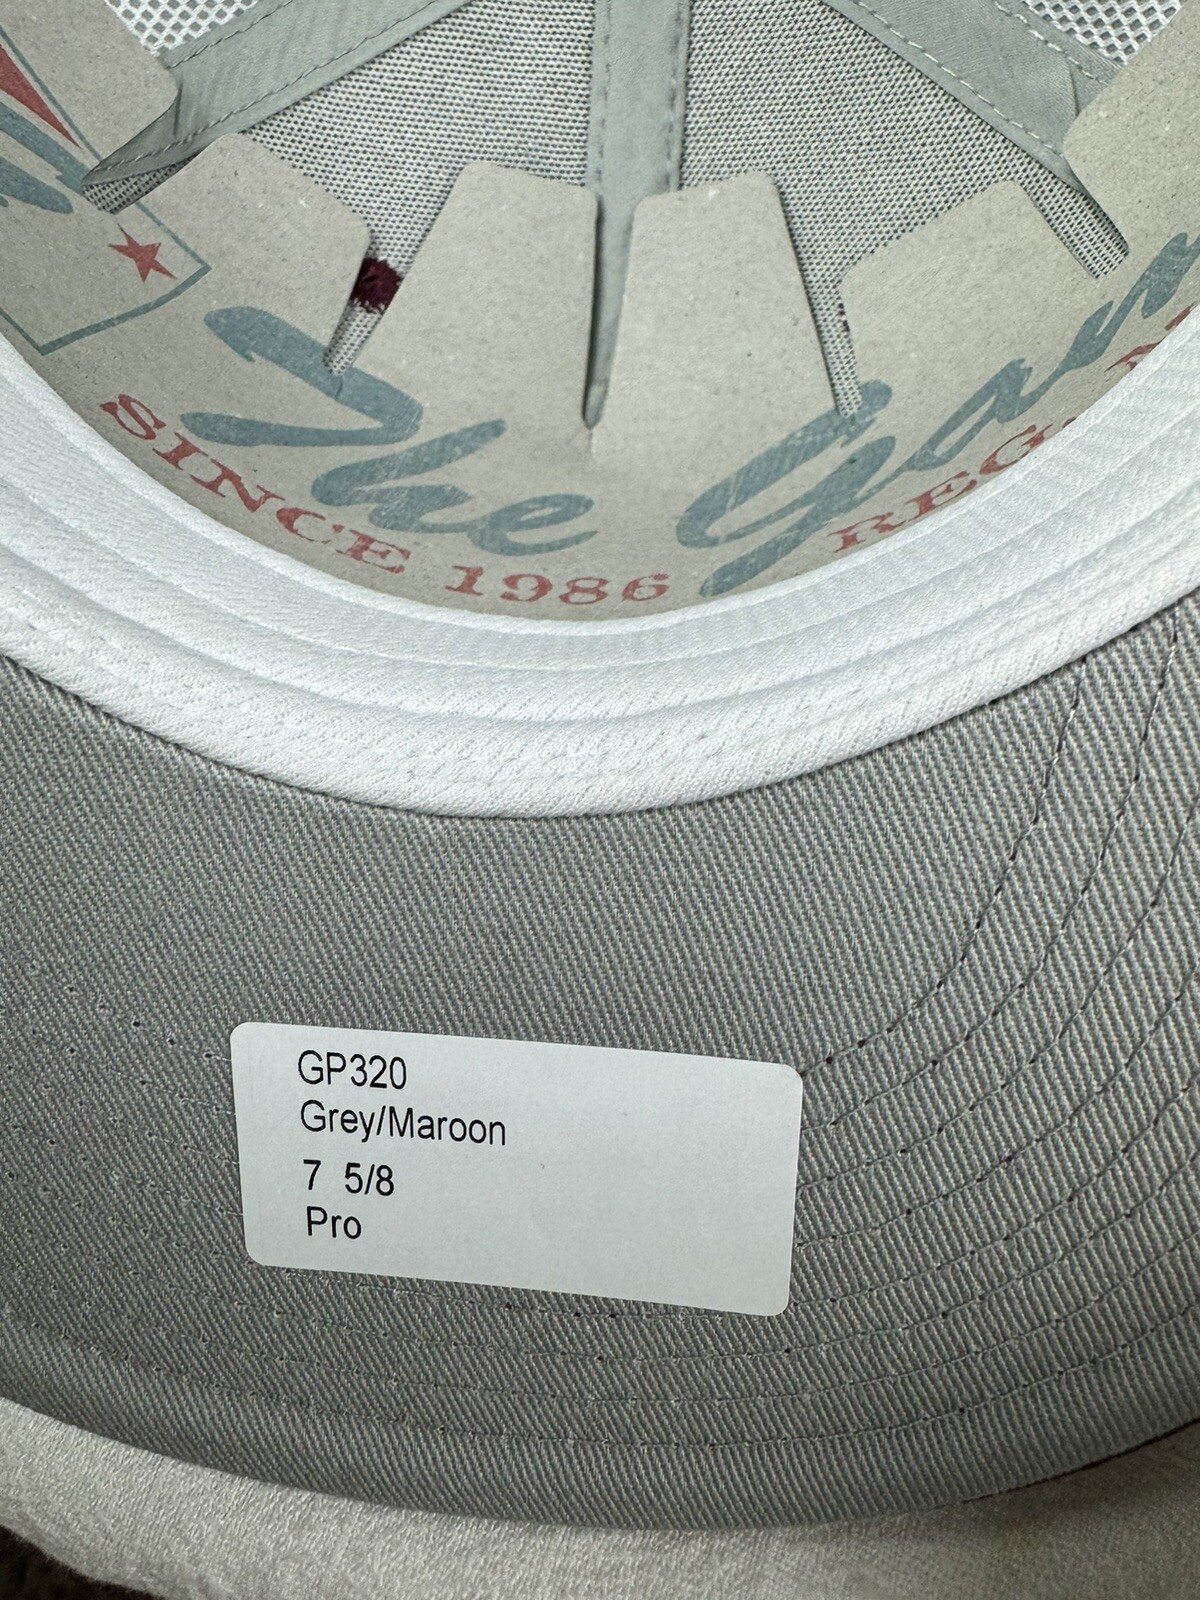 The
SINCE 1986
GP320
Grey/Maroon
7 5/8
Pro